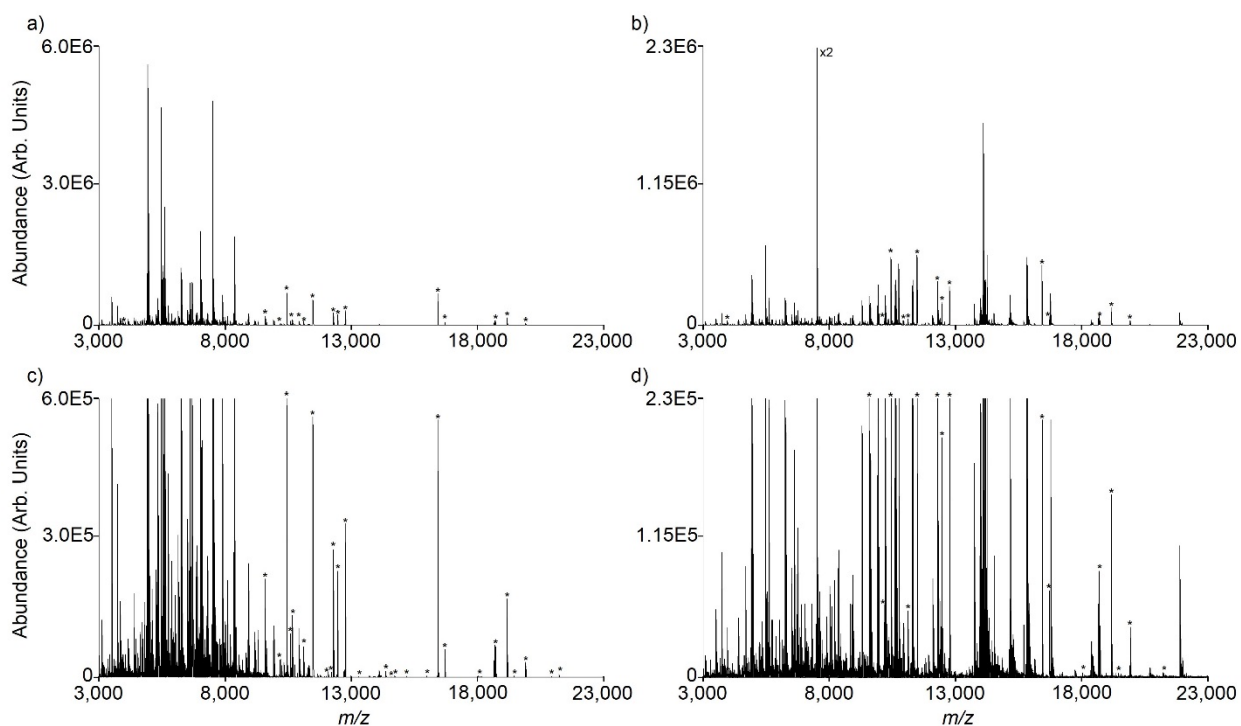 a)
6.0E6
3.0E6
0
3,000 8,000 13,000 18,000 23,000
Abundance (Arb. Units)
b)
2.3E6
x2
1.15E6
0
3,000 8,000 13,000 18,000 23,000
c)
6.0E5
3.0E5
0
3,000 8,000 13,000 18,000 23,000
Abundance (Arb. Units)
m/z
d)
2.3E5
1.15E5
0
3,000 8,000 13,000 18,000 23,000
m/z